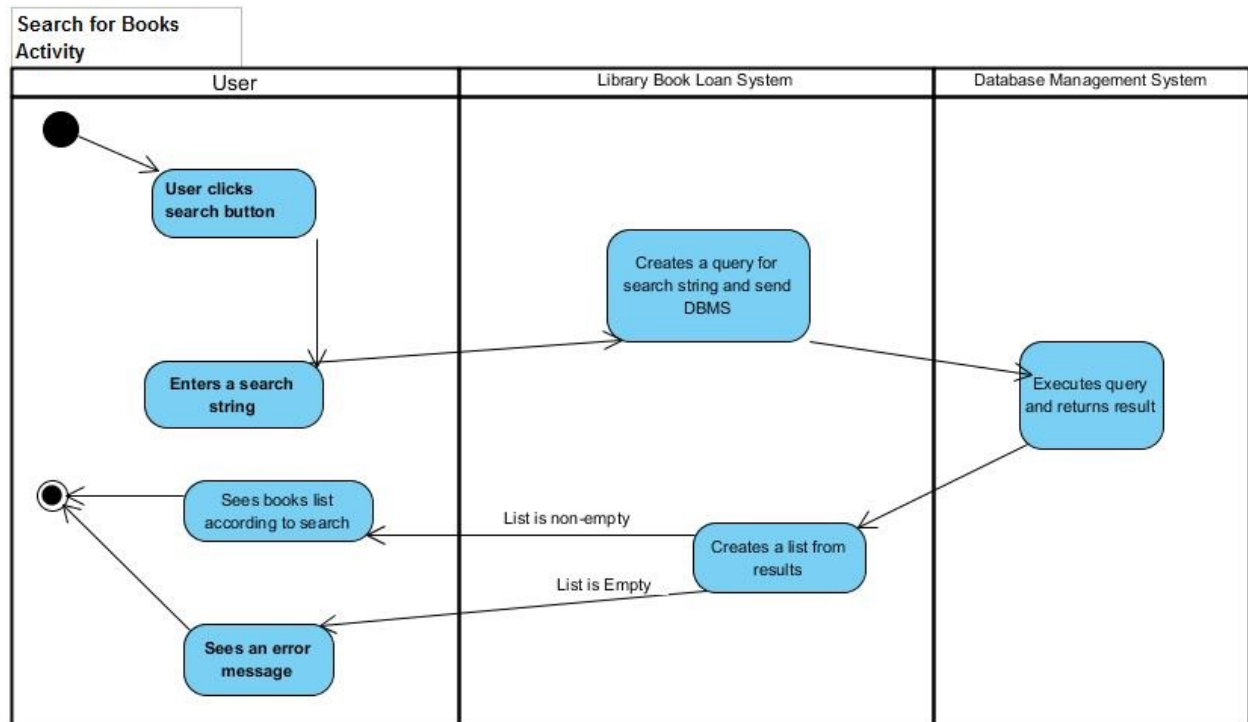 Search for Books
Activity
User
Library Book Loan System
Database Management System
User clicks
search button
Creates a query for
search string and send
DBMS
Enters a search
string
Executes query
and returns result
Sees books list
according to search
List is non-empty
Creates a list from
results
List is Empty
Sees an error
message